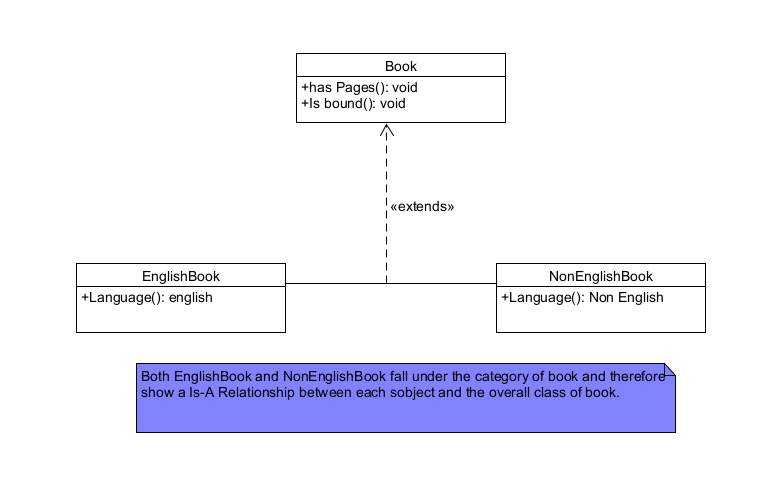 Book
+has Pages(): void
+Is bound(): void
«extends»
EnglishBook
+Language(): english
NonEnglishBook
+Language(): Non English
Both EnglishBook and NonEnglishBook fall under the category of book and therefore
show a Is-A Relationship between each sobject and the overall class of book.